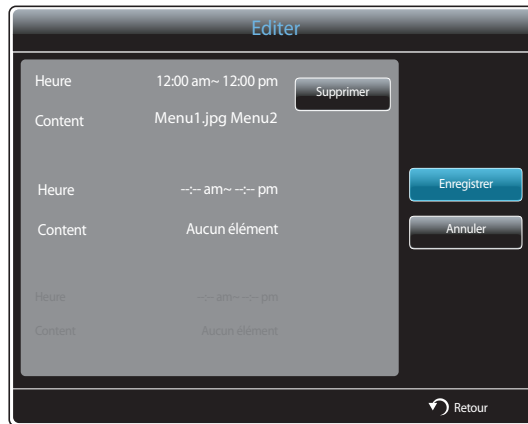 Editer
Heure 12:00 am~ 12:00 pm Supprimer
Content Menu1.jpg Menu2
Heure --:-- am~ --:-- pm
Enregistrer
Content Aucun élément
Annuler
Heure --:-- am~ --:-- pm
Content Aucun élément
Retour